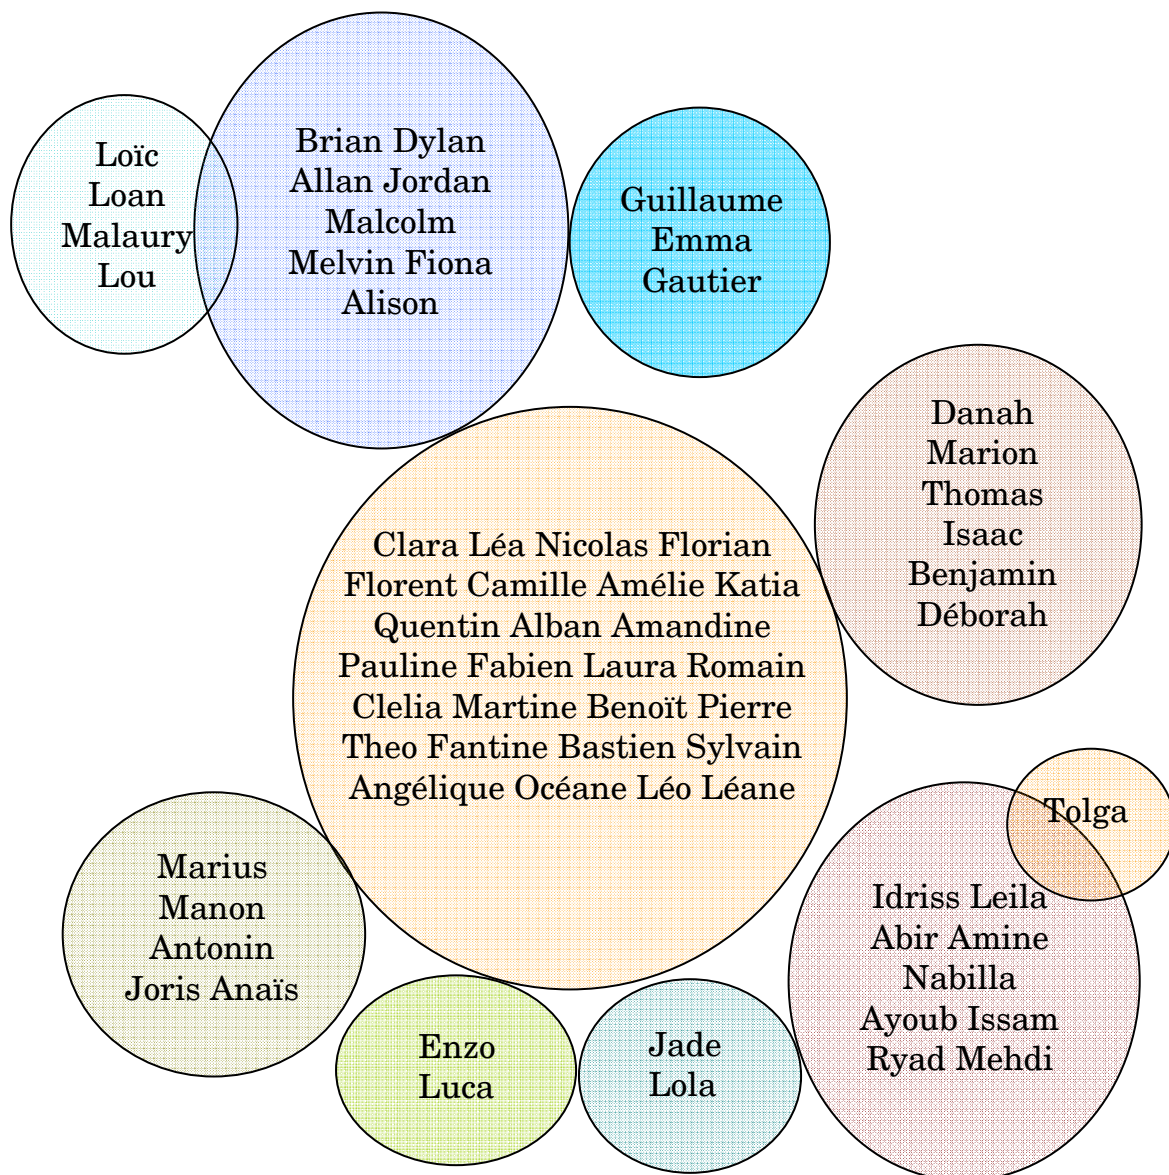 Loïc
Loan
Malaury
Lou
Brian Dylan
Allan Jordan
Malcolm
Melvin Fiona
Alison
Guillaume
Emma
Gautier
Danah
Marion
Thomas
Isaac
Benjamin
Déborah
Clara Léa Nicolas Florian
Florent Camille Amélie Katia
Quentin Alban Amandine
Pauline Fabien Laura Romain
Clelia Martine Benoït Pierre
Theo Fantine Bastien Sylvain
Angélique Océane Léo Léane
Tolga
Idriss Leila
Abir Amine
Nabilla
Ayoub Issam
Ryad Mehdi
Marius
Manon
Antonin
Joris Anaïs
Enzo
Luca
Jade
Lola